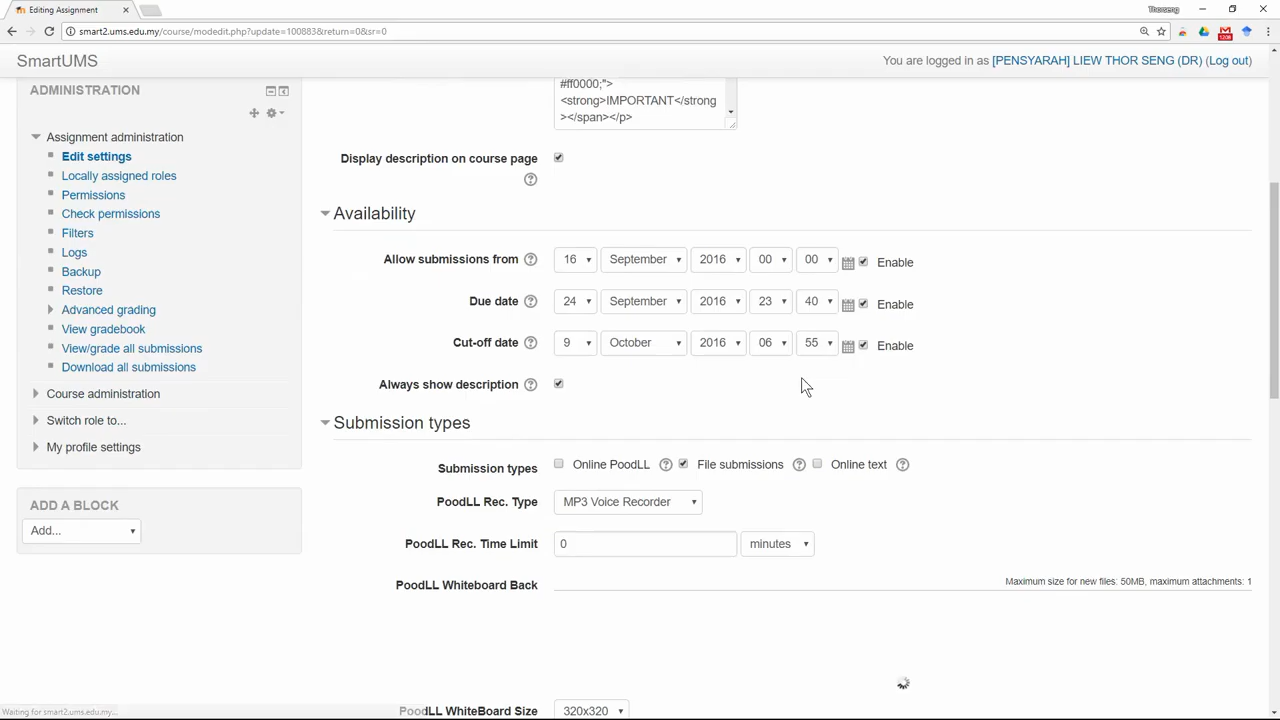 Editing Assignment
Thorseng
smart2.ums.edu.my/course/modedit.php?update=100883&return=0&sr=0
SmartUMS
You are logged in as [PENSYARAH] LIEW THOR SENG (DR) (Log out)
ADMINISTRATION
Assignment administration
Edit settings
Locally assigned roles
Permissions
Check permissions
Filters
Logs
Backup
Restore
Advanced grading
View gradebook
View/grade all submissions
Download all submissions
Course administration
Switch role to...
My profile settings
ADD A BLOCK
Add...
#ff0000;">
<strong>IMPORTANT</strong
></span></p>
Display description on course page
Availability
Allow submissions from 16 September 2016 00 00 Enable
Due date 24 September 2016 23 40 Enable
Cut-off date 9 October 2016 06 55 Enable
Always show description
Submission types
Submission types Online PoodLL File submissions Online text
PoodLL Rec. Type MP3 Voice Recorder
PoodLL Rec. Time Limit 0 minutes
PoodLL Whiteboard Back
Maximum size for new files: 50MB, maximum attachments: 1
PoodLL WhiteBoard Size 320x320
Waiting for smart2.ums.edu.my...